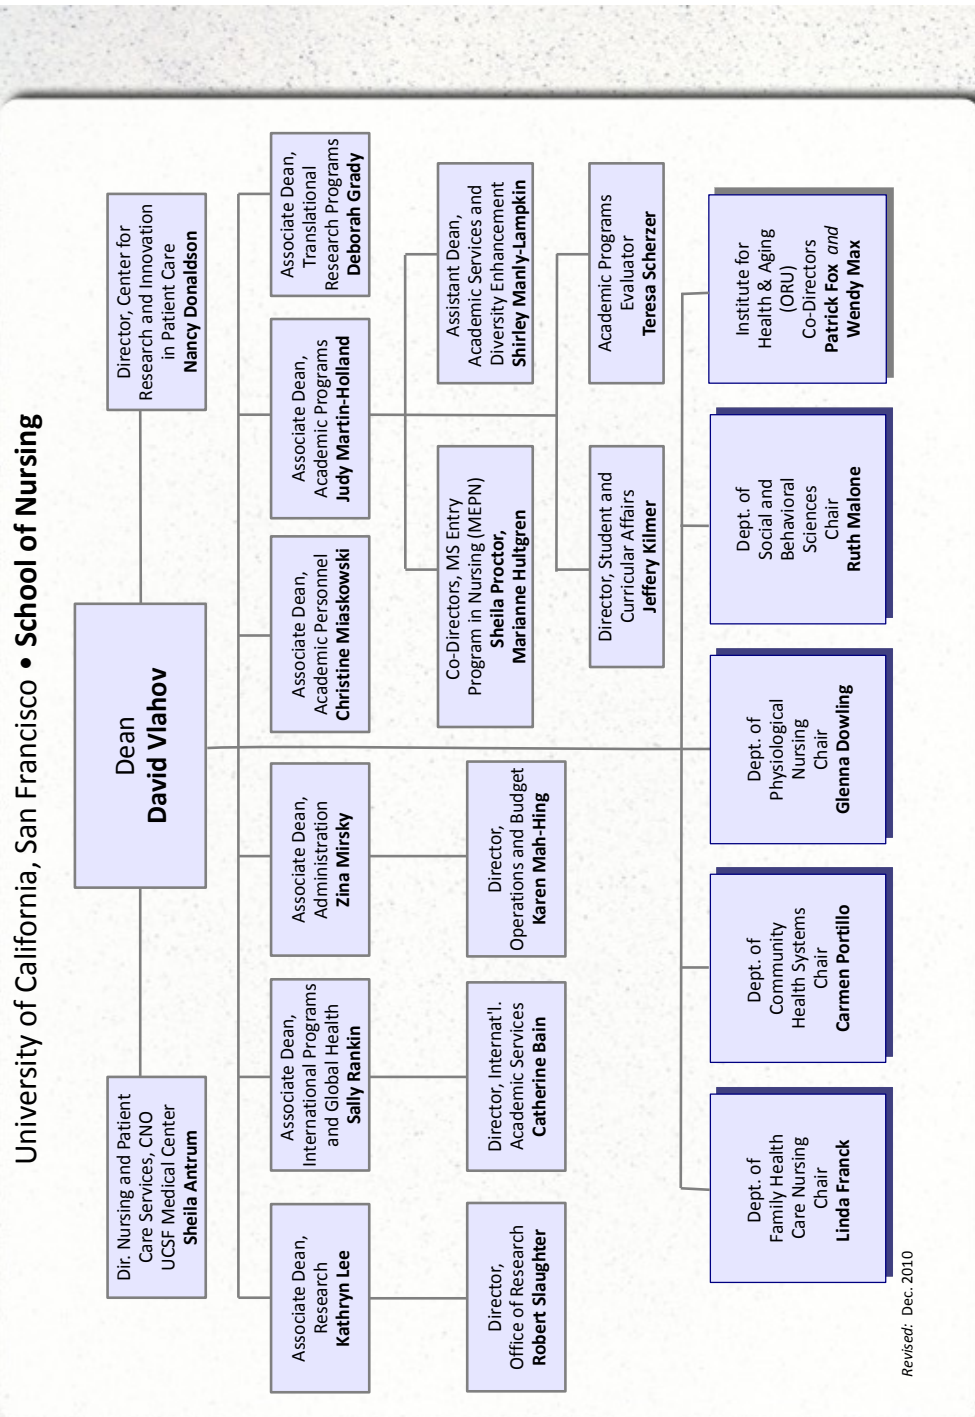 University of California, San Francisco • School of Nursing
Dir. Nursing and Patient
Care Services, CNO
UCSF Medical Center
Sheila Antrum
Dean
David Vlahov
Director, Center for
Research and Innovation
in Patient Care
Nancy Donaldson
Associate Dean,
Research
Kathryn Lee
Associate Dean,
International Programs
and Global Health
Sally Rankin
Associate Dean,
Administration
Zina Mirsky
Associate Dean,
Academic Personnel
Christine Miaskowski
Associate Dean,
Academic Programs
Judy Martin-Holland
Associate Dean,
Translational
Research Programs
Deborah Grady
Director,
Office of Research
Robert Slaughter
Director, Internat'l.
Academic Services
Catherine Bain
Director,
Operations and Budget
Karen Mah-Hing
Co-Directors, MS Entry
Program in Nursing (MEPN)
Sheila Proctor,
Marianne Hultgren
Assistant Dean,
Academic Services and
Diversity Enhancement
Shirley Manly-Lampkin
Director, Student and
Curricular Affairs
Jeffery Kilmer
Academic Programs
Evaluator
Teresa Scherzer
Dept. of
Family Health
Care Nursing
Chair
Linda Franck
Dept. of
Community
Health Systems
Chair
Carmen Portillo
Dept. of
Physiological
Nursing
Chair
Glenna Dowling
Dept. of
Social and
Behavioral
Sciences
Chair
Ruth Malone
Institute for
Health & Aging
(ORU)
Co-Directors
Patrick Fox and
Wendy Max
Revised: Dec. 2010